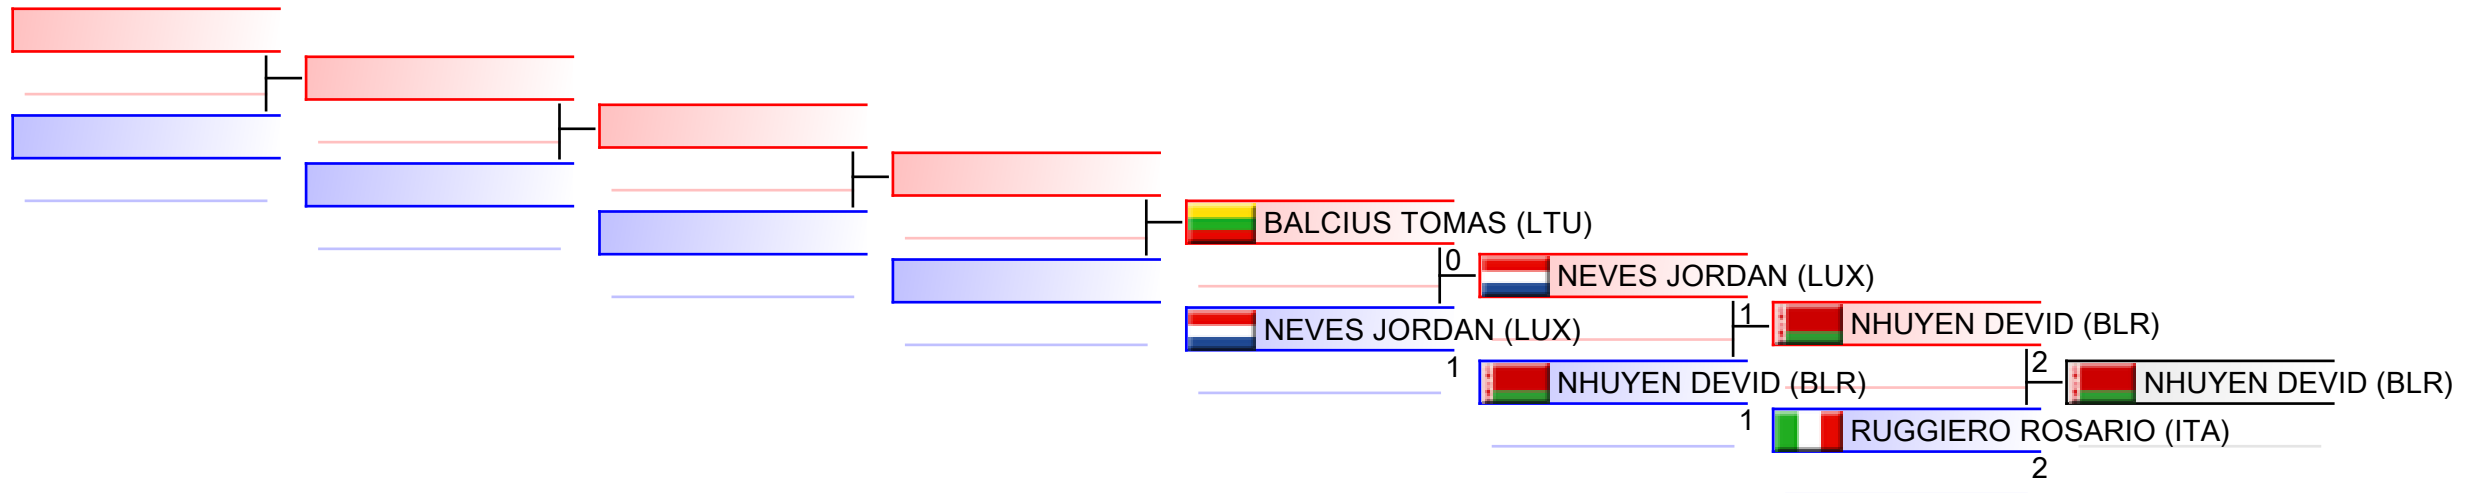 BALCIUS TOMAS (LTU)
0
NEVES JORDAN (LUX)
NEVES JORDAN (LUX)
1
1
NHUYEN DEVID (BLR)
NHUYEN DEVID (BLR)
1
2
NHUYEN DEVID (BLR)
RUGGIERO ROSARIO (ITA)
2